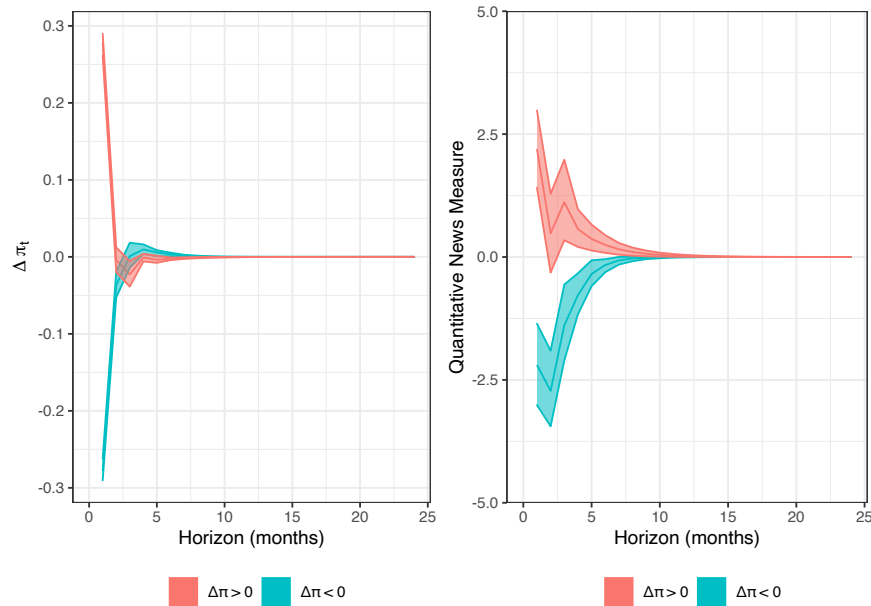 Δ πt
0.3
0.2
0.1
0.0
-0.1
-0.2
-0.3
0 5 10 15 20 25
Horizon (months)
Δπ > 0 Δπ < 0
Quantitative News Measure
5.0
2.5
0.0
-2.5
-5.0
0 5 10 15 20 25
Horizon (months)
Δπ > 0 Δπ < 0